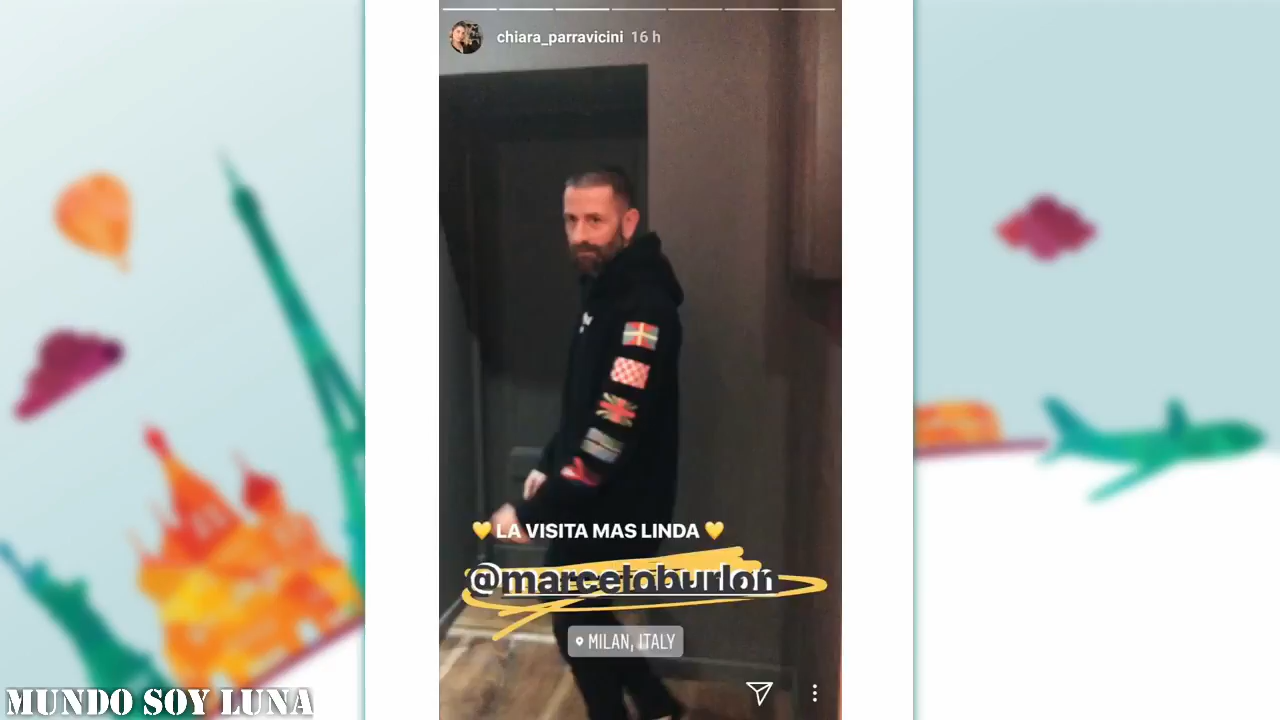 chiara_parravicini 16 h
LA VISITA MAS LINDA
@marceloburlon
MILAN, ITALY
MUNDO SOY LUNA